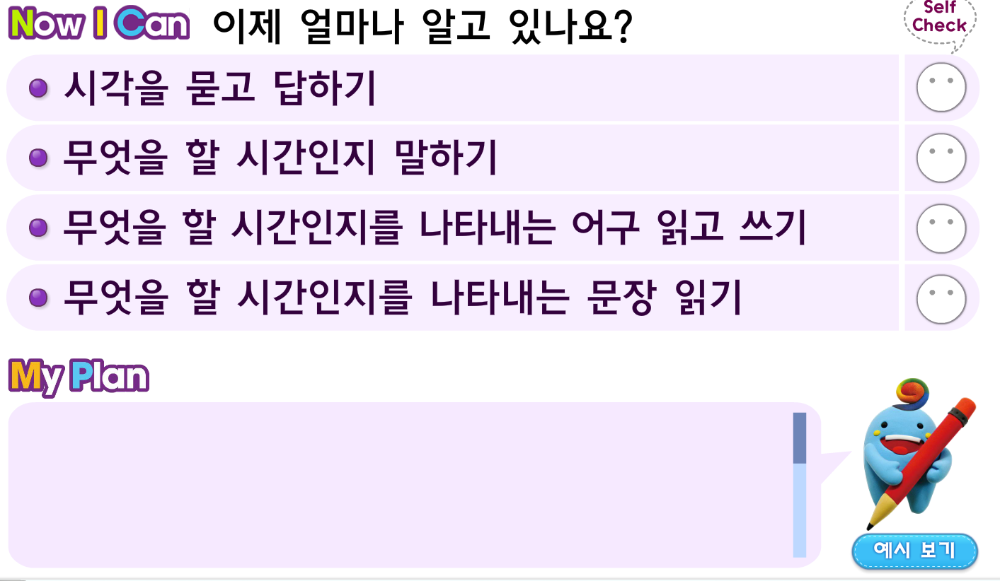 Now I Can 이제 얼마나 알고 있나요?
Self
Check
시각을 묻고 답하기
무엇을 할 시간인지 말하기
무엇을 할 시간인지를 나타내는 어구 읽고 쓰기
무엇을 할 시간인지를 나타내는 문장 읽기
My Plan
예시 보기